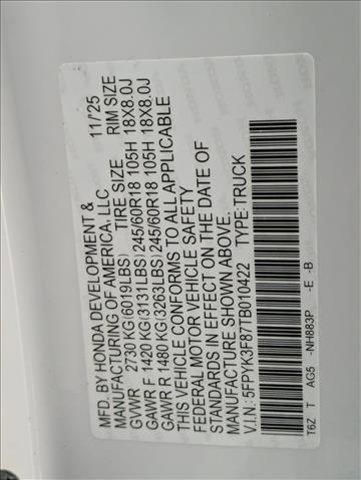 MFD. BY HONDA DEVELOPMENT & 11/'25
MANUFACTURING OF AMERICA, LLC
TIRE SIZE RIM SIZE
GVWR 2730 KG(6019LBS)
GAWR F 1420 KG(3131LBS) 245/60R18 105H 18X8.0J
GAWR R 1480 KG(3263LBS) 245/60R18 105H 18X8.0J
THIS VEHICLE CONFORMS TO ALL APPLICABLE
FEDERAL MOTOR VEHICLE SAFETY
STANDARDS IN EFFECT ON THE DATE OF
MANUFACTURE SHOWN ABOVE.
V.I.N.: 5FPYK3F87TB010422 TYPE:TRUCK
T6Z T AG5 -NH883P -E -B